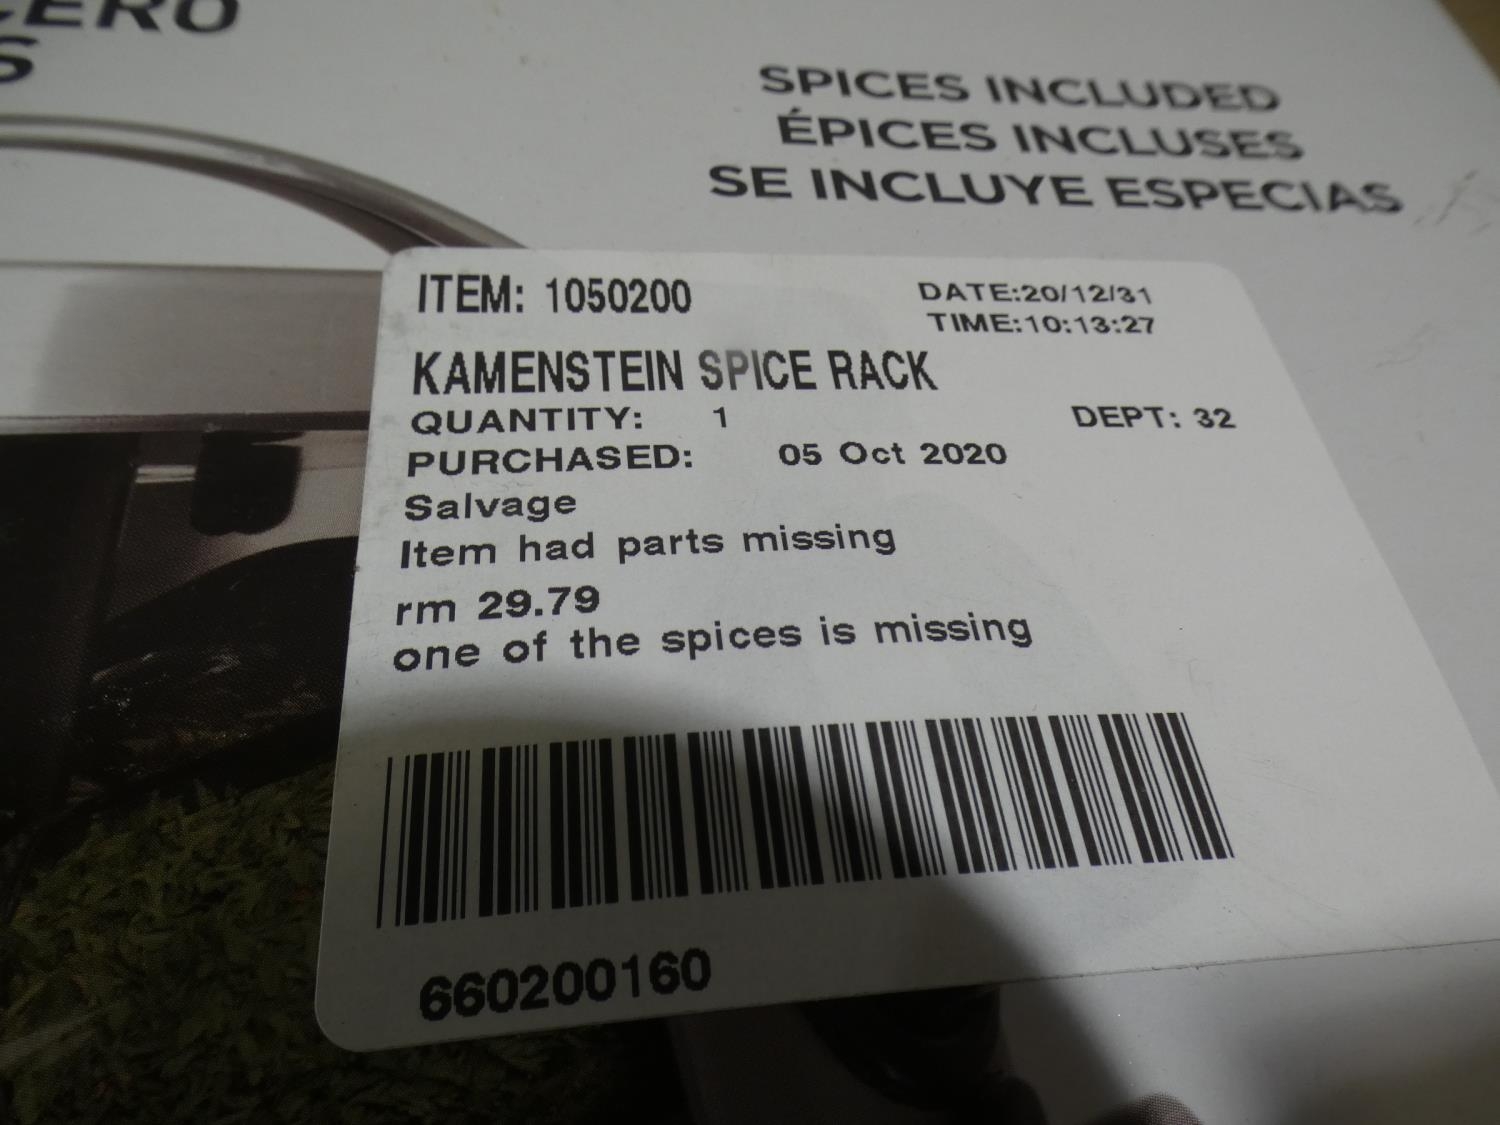 CERO
S
SPICES INCLUDED
ÉPICES INCLUSES
SE INCLUYE ESPECIAS
ITEM: 1050200
DATE:20/12/31
TIME:10:13:27
KAMENSTEIN SPICE RACK
QUANTITY: 1 DEPT: 32
PURCHASED: 05 Oct 2020
Salvage
Item had parts missing
rm 29.79
one of the spices is missing
660200160